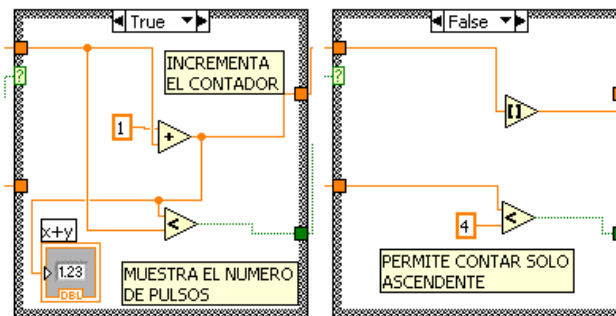 True
False
?
?
INCREMENTA
EL CONTADOR
1
+
[]
<
<
4
x+y
1.23
DBL
MUESTRA EL NUMERO
DE PULSOS
PERMITE CONTAR SOLO
ASCENDENTE